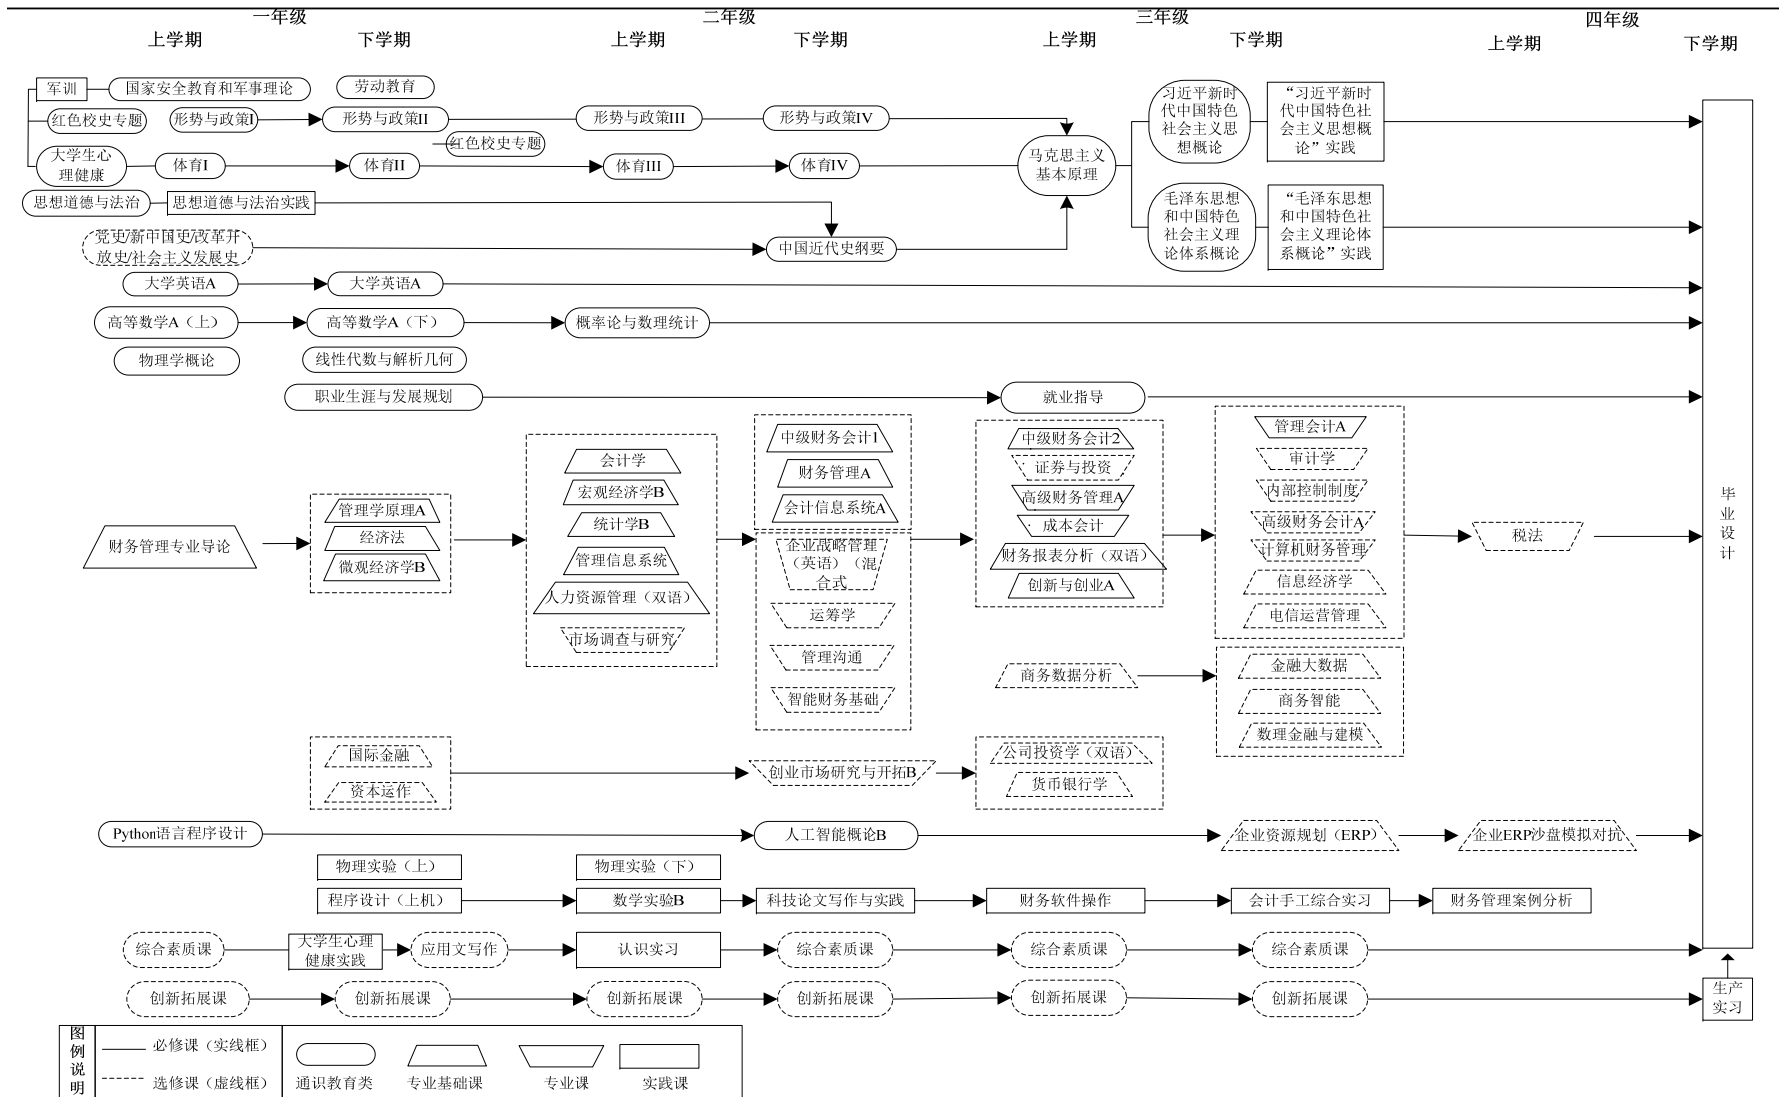 一年级
二年级
三年级
四年级
上学期
下学期
上学期
下学期
上学期
下学期
上学期
下学期
军训
国家安全教育和军事理论
劳动教育
红色校史专题
形势与政策I
形势与政策II
形势与政策III
形势与政策IV
红色校史专题
大学生心
理健康
体育I
体育II
体育III
体育IV
马克思主义
基本原理
习近平新时
代中国特色
社会主义思
想概论
“习近平新时
代中国特色社
会主义思想概
论”实践
思想道德与法治
思想道德与法治实践
毛泽东思想
和中国特色
社会主义理
论体系概论
“毛泽东思想
和中国特色社
会主义理论体
系概论”实践
党史/新中国史/改革开
放史/社会主义发展史
中国近代史纲要
大学英语A
大学英语A
高等数学A（上）
高等数学A（下）
概率论与数理统计
物理学概论
线性代数与解析几何
职业生涯与发展规划
就业指导
财务管理专业导论
管理学原理A
经济法
微观经济学B
会计学
宏观经济学B
统计学B
管理信息系统
人力资源管理（双语）
市场调查与研究
中级财务会计1
财务管理A
会计信息系统A
企业战略管理
（英语）（混
合式
运筹学
管理沟通
智能财务基础
中级财务会计2
证券与投资
高级财务管理A
成本会计
财务报表分析（双语）
创新与创业A
管理会计A
审计学
内部控制制度
高级财务会计A
计算机财务管理
信息经济学
电信运营管理
税法
毕
业
设
计
商务数据分析
金融大数据
商务智能
数理金融与建模
国际金融
资本运作
创业市场研究与开拓B
公司投资学（双语）
货币银行学
Python语言程序设计
人工智能概论B
企业资源规划（ERP）
企业ERP沙盘模拟对抗
物理实验（上）
物理实验（下）
程序设计（上机）
数学实验B
科技论文写作与实践
财务软件操作
会计手工综合实习
财务管理案例分析
综合素质课
大学生心理
健康实践
应用文写作
认识实习
综合素质课
综合素质课
综合素质课
创新拓展课
创新拓展课
创新拓展课
创新拓展课
创新拓展课
创新拓展课
生产
实习
图
例
说
明
必修课（实线框）
选修课（虚线框）
通识教育类
专业基础课
专业课
实践课